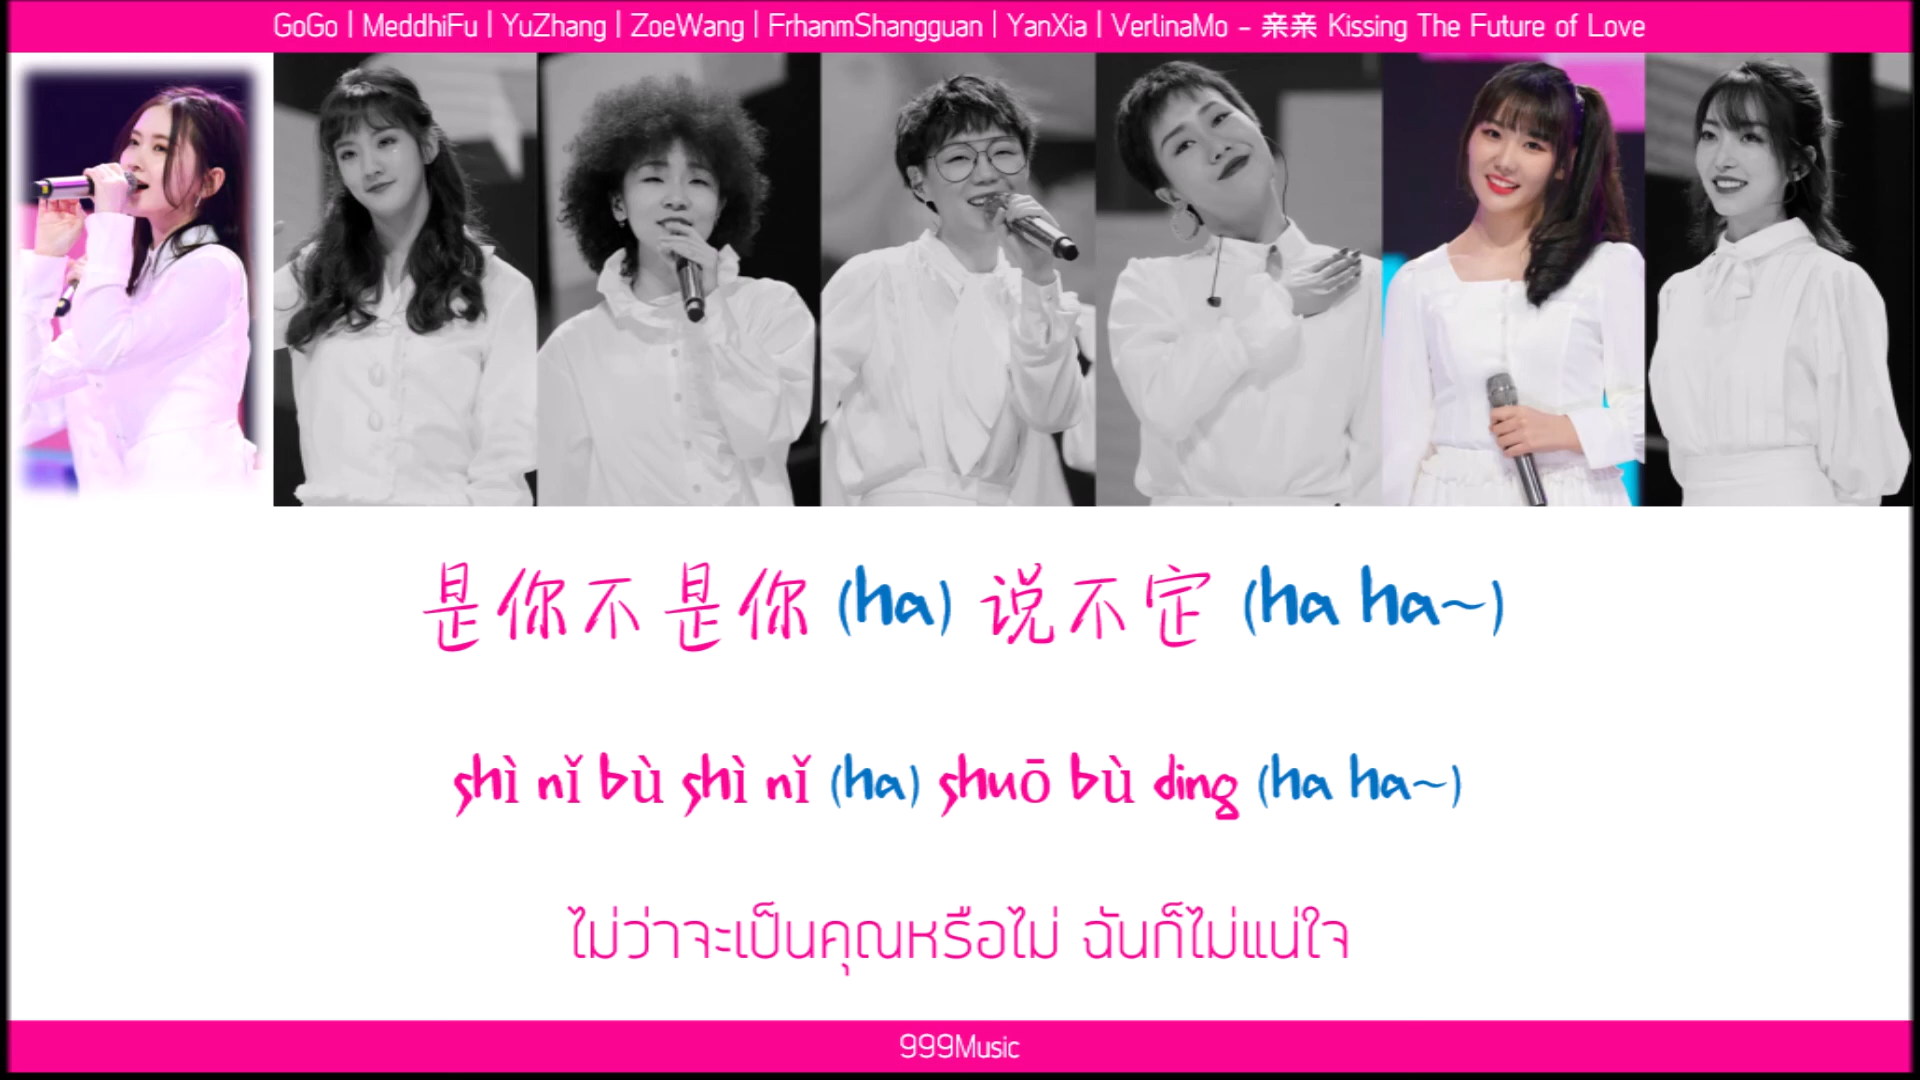 GoGo | MeddhiFu | YuZhang | ZoeWang | FrhanmShangguan | YanXia | VerlinaMo - 亲亲 Kissing The Future of Love
是你不是你 (ha) 说不定 (ha ha~)
shì nǐ bù shì nǐ (ha) shuō bù ding (ha ha~)
ไม่ว่าจะเป็นคุณหรือไม่ ฉันก็ไม่แน่ใจ
999Music